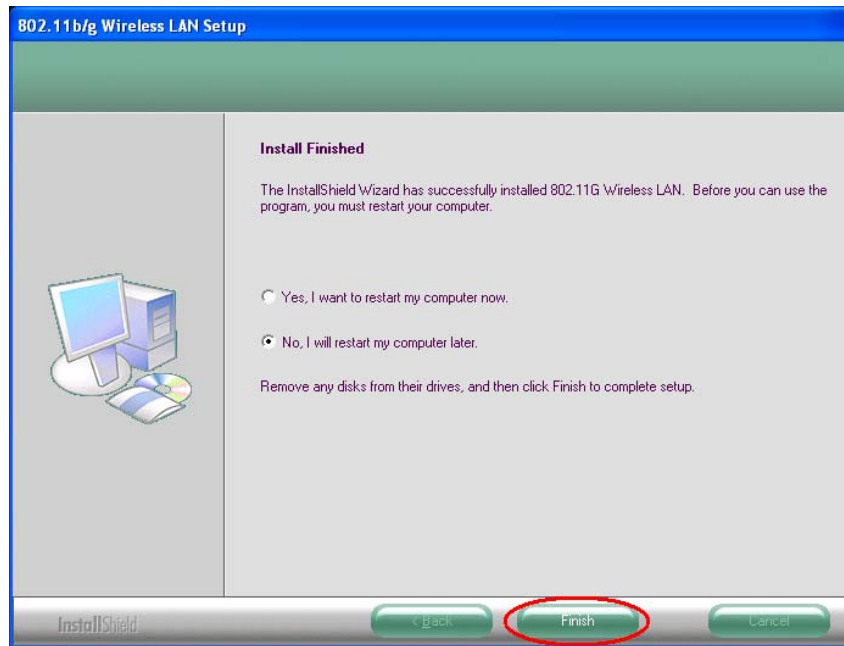 802.11b/g Wireless LAN Setup
Install Finished
The InstallShield Wizard has successfully installed 802.11G Wireless LAN. Before you can use the
program, you must restart your computer.
Yes, I want to restart my computer now.
No, I will restart my computer later.
Remove any disks from their drives, and then click Finish to complete setup.
InstallShield
< Back
Finish
Cancel